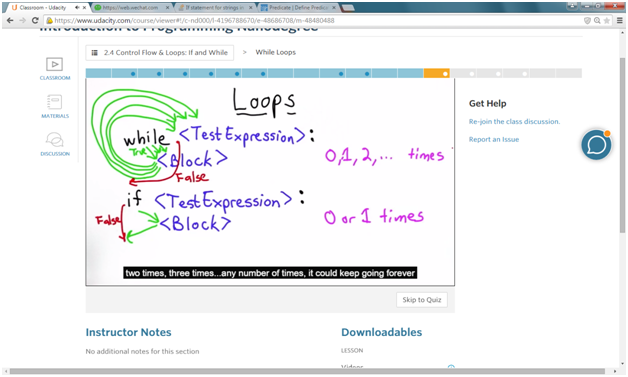 Classroom - Udacity
https://web.wechat.com/
If statement for strings in
Predicate | Define Predic
https://www.udacity.com/course/viewer#!/c-nd000/l-4196788670/e-48686708/m-48480488
Introduction to Programming Nanodegree
2.4 Control Flow & Loops: If and While > While Loops
CLASSROOM
MATERIALS
DISCUSSION
Loops
while <TestExpression>:
True
<Block>
False
0,1,2,... times
if <TestExpression>:
False
<Block>
0 or 1 times
two times, three times...any number of times, it could keep going forever
Skip to Quiz
Get Help
Re-join the class discussion.
Report an Issue
Instructor Notes
No additional notes for this section
Downloadables
LESSON
Videos